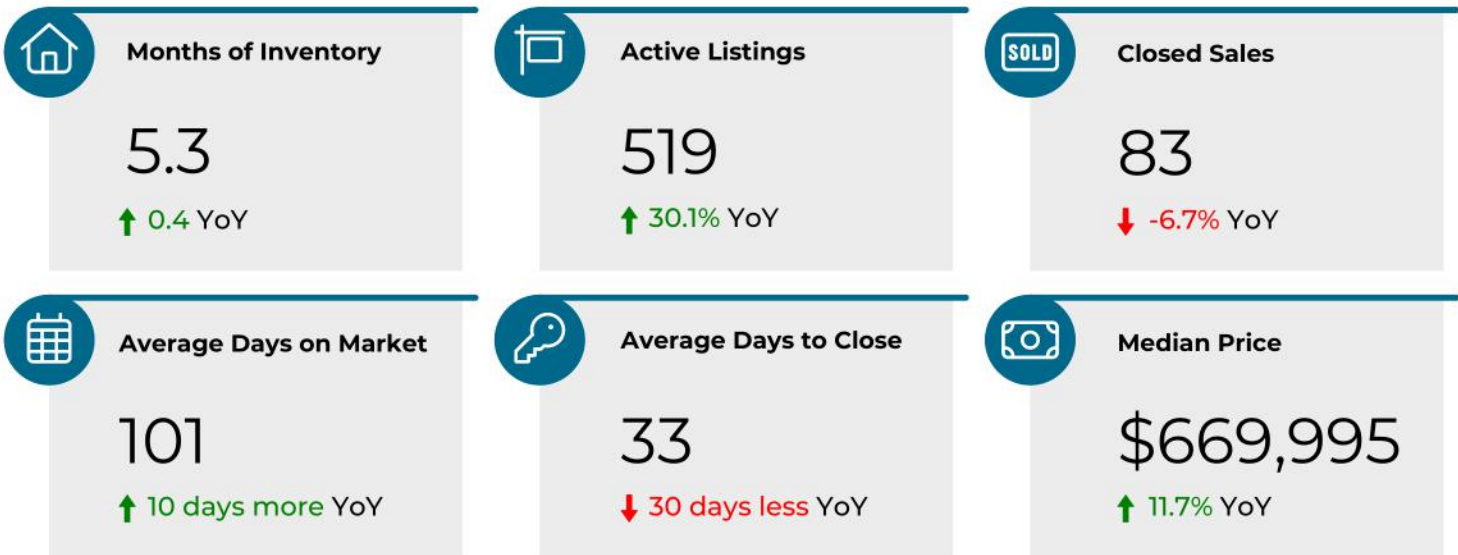 Months of Inventory
5.3
↑ 0.4 YoY
Active Listings
519
↑ 30.1% YoY
SOLD
Closed Sales
83
↓ -6.7% YoY
Average Days on Market
101
↑ 10 days more YoY
Average Days to Close
33
↓ 30 days less YoY
Median Price
$669,995
↑ 11.7% YoY